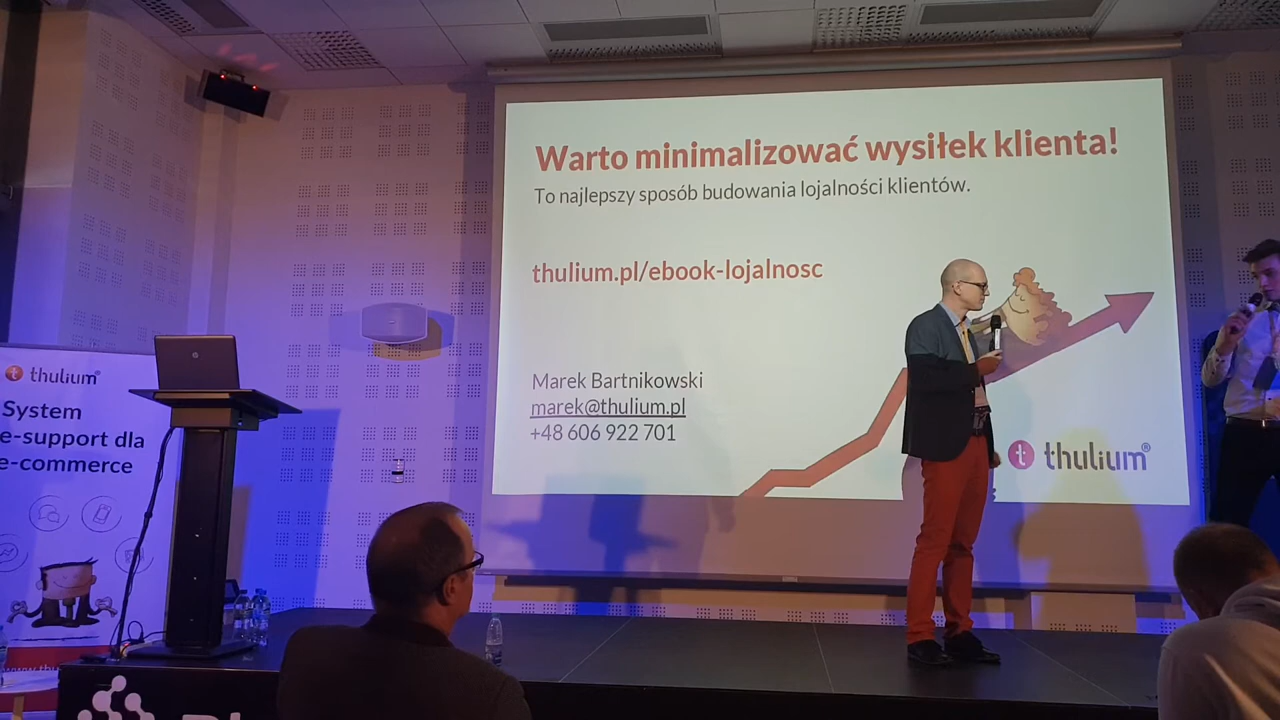 Warto minimalizować wysiłek klienta!
To najlepszy sposób budowania lojalności klientów.
thulium.pl/ebook-lojalnosc
Marek Bartnikowski
marek@thulium.pl
+48 606 922 701
thulium®
thulium®
System
e-support dla
e-commerce